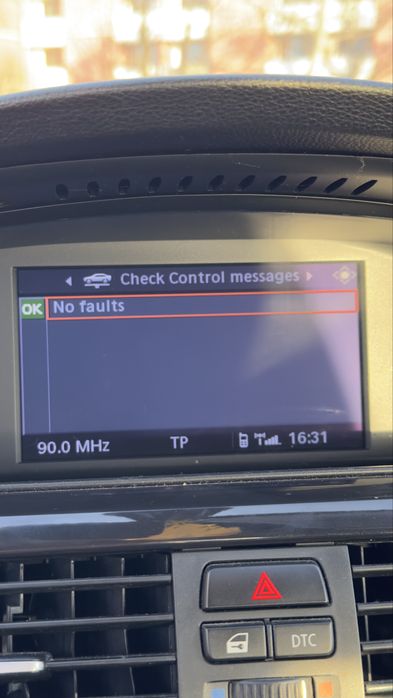 Check Control messages
OK No faults
90.0 MHz TP 16:31
DTC